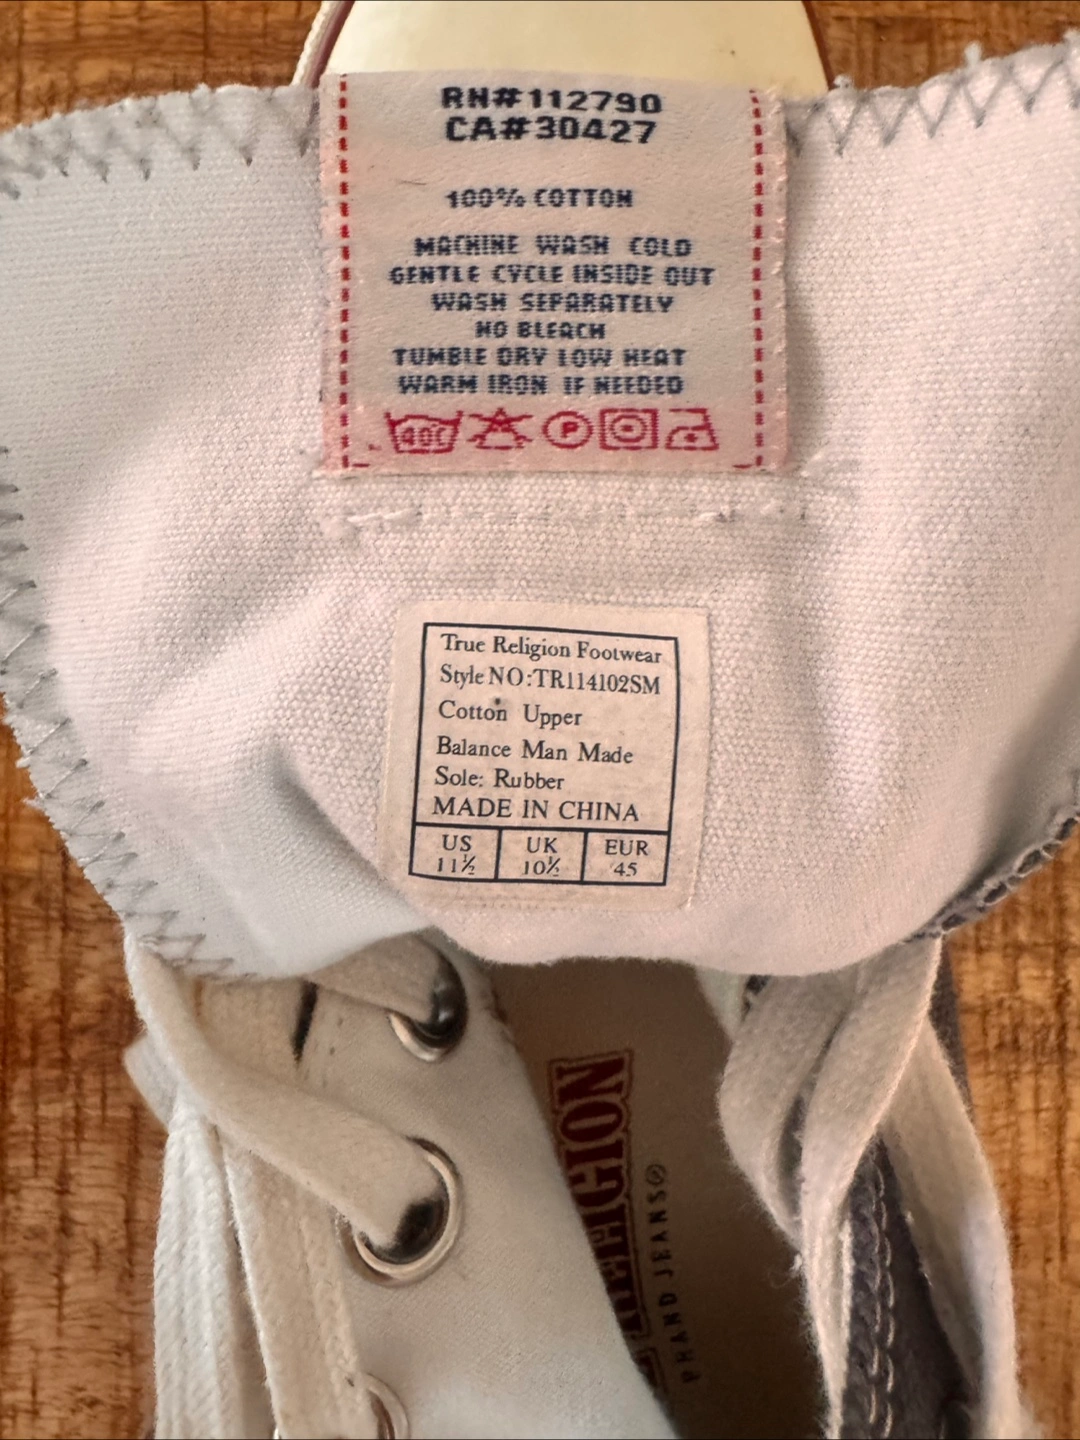 RN#112790
CA#30427
100% COTTON
MACHINE WASH COLD
GENTLE CYCLE INSIDE OUT
WASH SEPARATELY
NO BLEACH
TUMBLE DRY LOW HEAT
WARM IRON IF NEEDED
40C P
True Religion Footwear
Style NO:TR114102SM
Cotton Upper
Balance Man Made
Sole: Rubber
MADE IN CHINA
US UK EUR
11½ 10½ 45
RELIGION
BRAND JEANS®